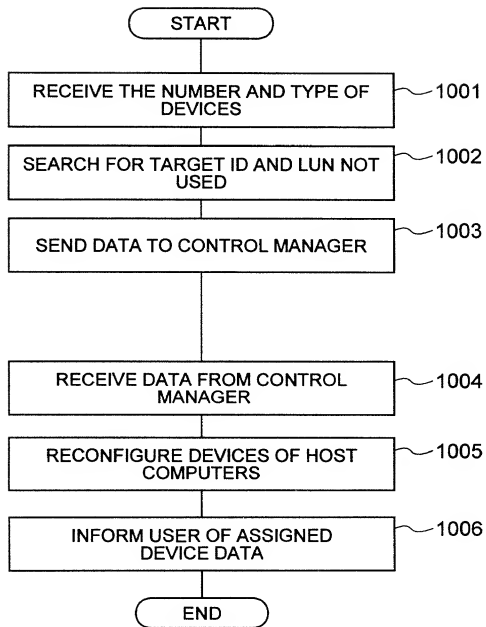 START
RECEIVE THE NUMBER AND TYPE OF
DEVICES
1001
SEARCH FOR TARGET ID AND LUN NOT
USED
1002
SEND DATA TO CONTROL MANAGER
1003
RECEIVE DATA FROM CONTROL
MANAGER
1004
RECONFIGURE DEVICES OF HOST
COMPUTERS
1005
INFORM USER OF ASSIGNED
DEVICE DATA
1006
END